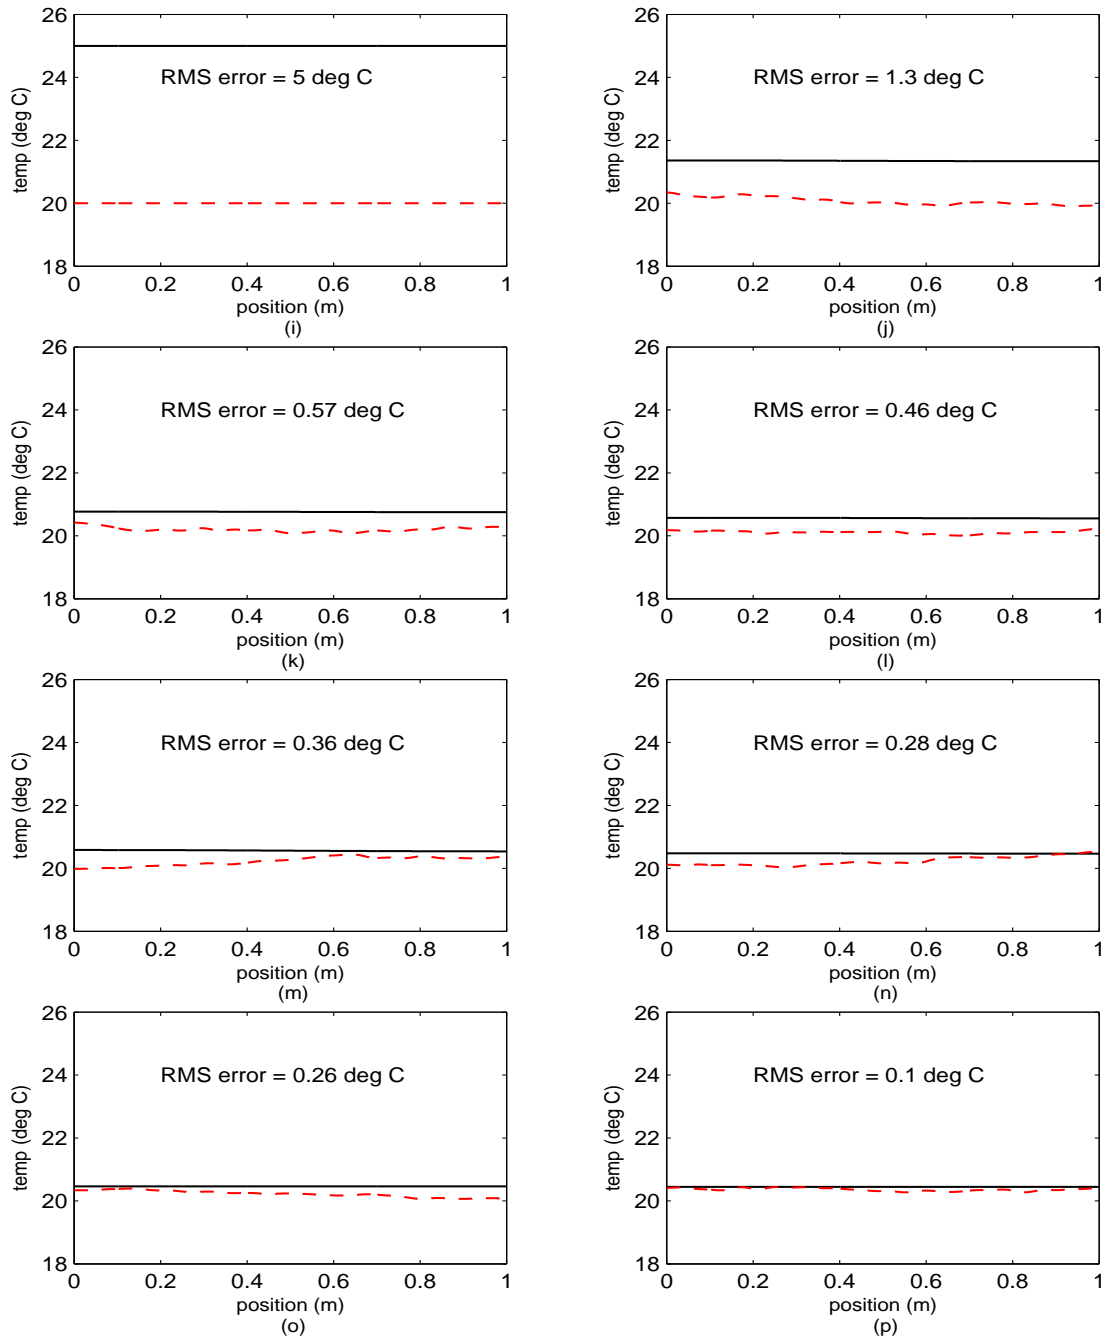 26
24
22
20
18
temp (deg C)
RMS error = 5 deg C
0 0.2 0.4 0.6 0.8 1
position (m)
(i)
26
24
22
20
18
temp (deg C)
RMS error = 1.3 deg C
0 0.2 0.4 0.6 0.8 1
position (m)
(j)
26
24
22
20
18
temp (deg C)
RMS error = 0.57 deg C
0 0.2 0.4 0.6 0.8 1
position (m)
(k)
26
24
22
20
18
temp (deg C)
RMS error = 0.46 deg C
0 0.2 0.4 0.6 0.8 1
position (m)
(l)
26
24
22
20
18
temp (deg C)
RMS error = 0.36 deg C
0 0.2 0.4 0.6 0.8 1
position (m)
(m)
26
24
22
20
18
temp (deg C)
RMS error = 0.28 deg C
0 0.2 0.4 0.6 0.8 1
position (m)
(n)
26
24
22
20
18
temp (deg C)
RMS error = 0.26 deg C
0 0.2 0.4 0.6 0.8 1
position (m)
(o)
26
24
22
20
18
temp (deg C)
RMS error = 0.1 deg C
0 0.2 0.4 0.6 0.8 1
position (m)
(p)